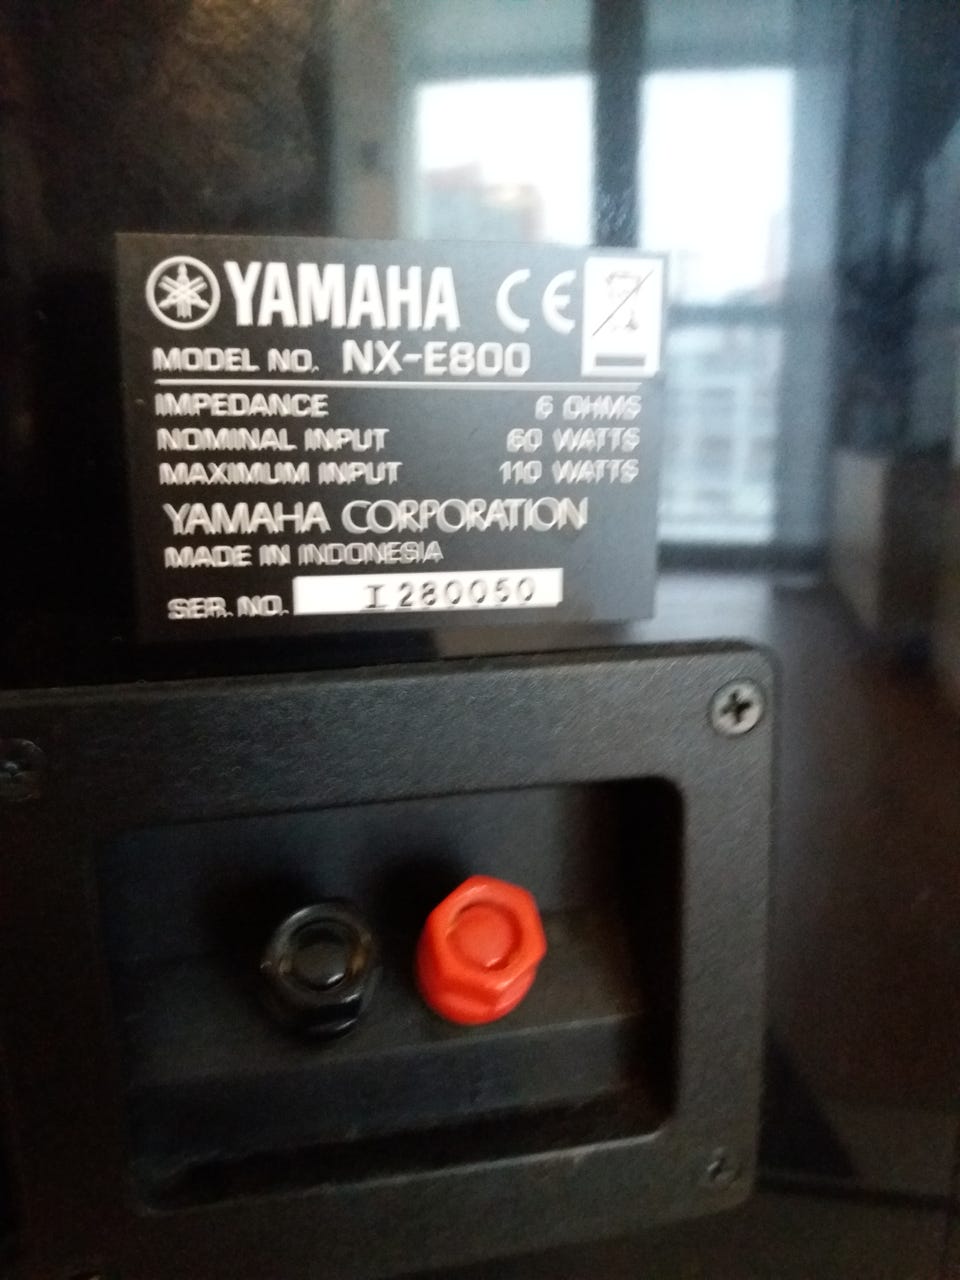 YAMAHA CE
MODEL NO. NX-E800
IMPEDANCE 6 OHMS
NOMINAL INPUT 60 WATTS
MAXIMUM INPUT 110 WATTS
YAMAHA CORPORATION
MADE IN INDONESIA
SER. NO. I280050